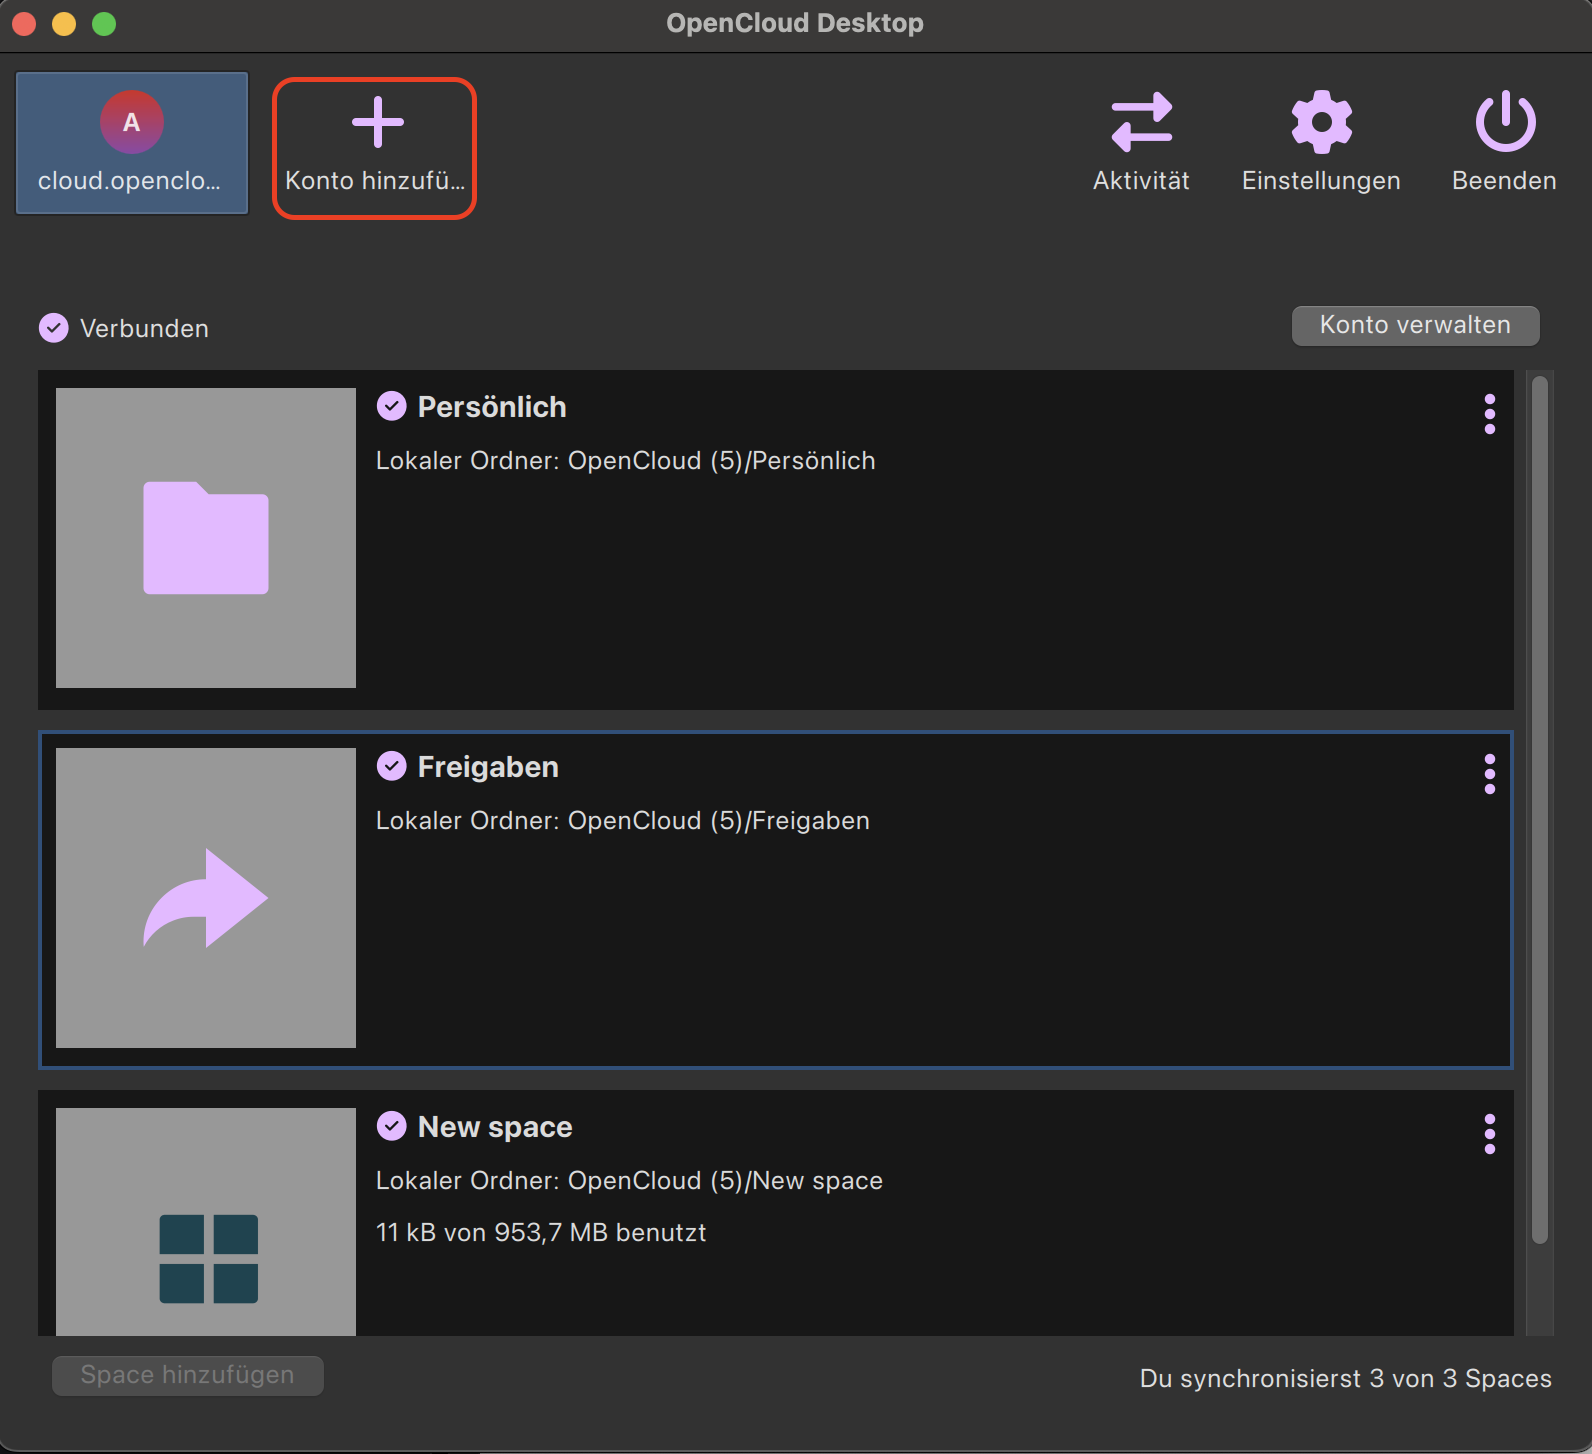 OpenCloud Desktop
A
cloud.openclo...
Konto hinzufü...
Aktivität
Einstellungen
Beenden
Verbunden
Konto verwalten
Persönlich
Lokaler Ordner: OpenCloud (5)/Persönlich
Freigaben
Lokaler Ordner: OpenCloud (5)/Freigaben
New space
Lokaler Ordner: OpenCloud (5)/New space
11 kB von 953,7 MB benutzt
Space hinzufügen
Du synchronisierst 3 von 3 Spaces